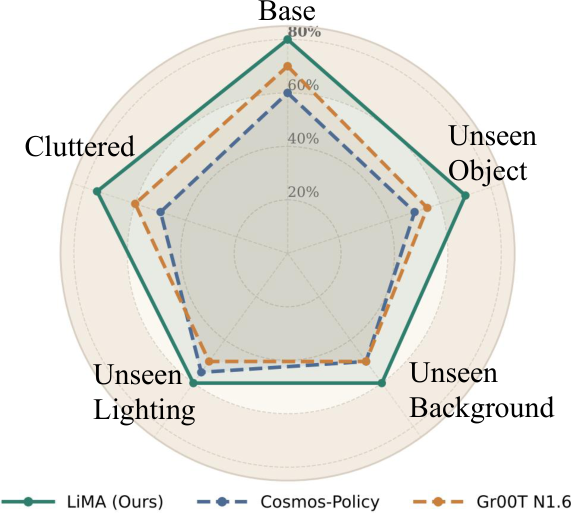 Base
80%
60%
Cluttered
Unseen
Object
40%
20%
Unseen
Lighting
Unseen
Background
LiMA (Ours)
Cosmos-Policy
Gr00T N1.6